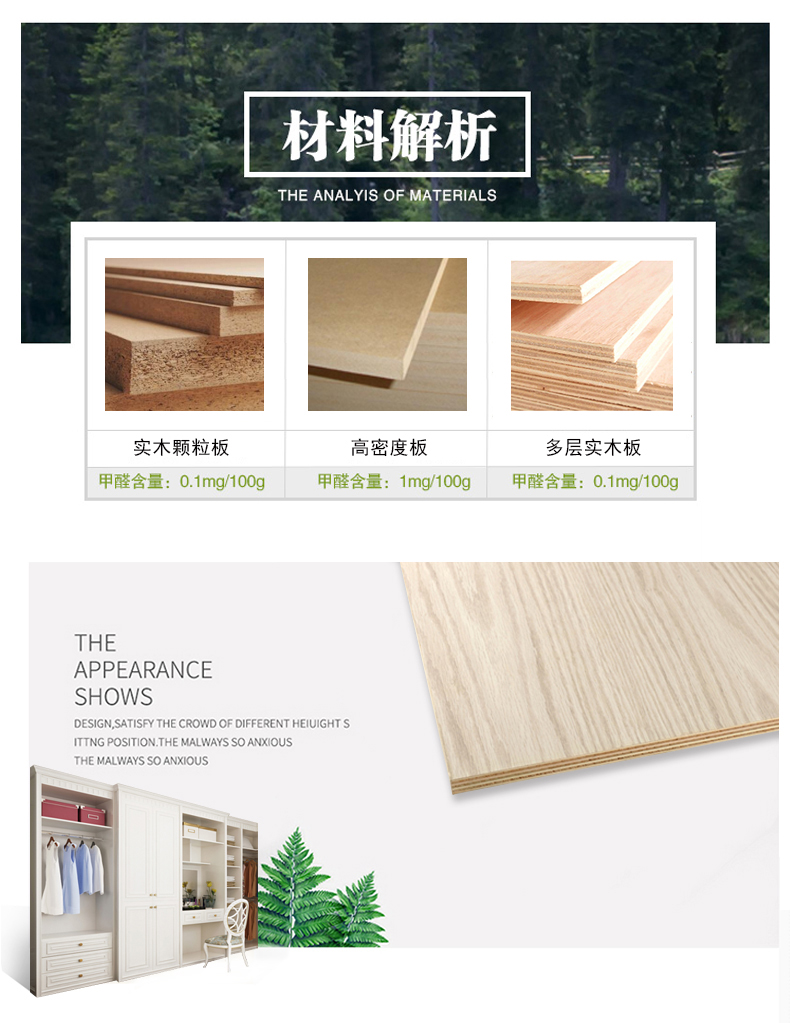 材料解析
THE ANALYIS OF MATERIALS
实木颗粒板
高密度板
多层实木板
甲醛含量：0.1mg/100g
甲醛含量：1mg/100g
甲醛含量：0.1mg/100g
THE
APPEARANCE
SHOWS
DESIGN,SATISFY THE CROWD OF DIFFERENT HEIUIGHT S
ITTNG POSITION.THE MALWAYS SO ANXIOUS
THE MALWAYS SO ANXIOUS